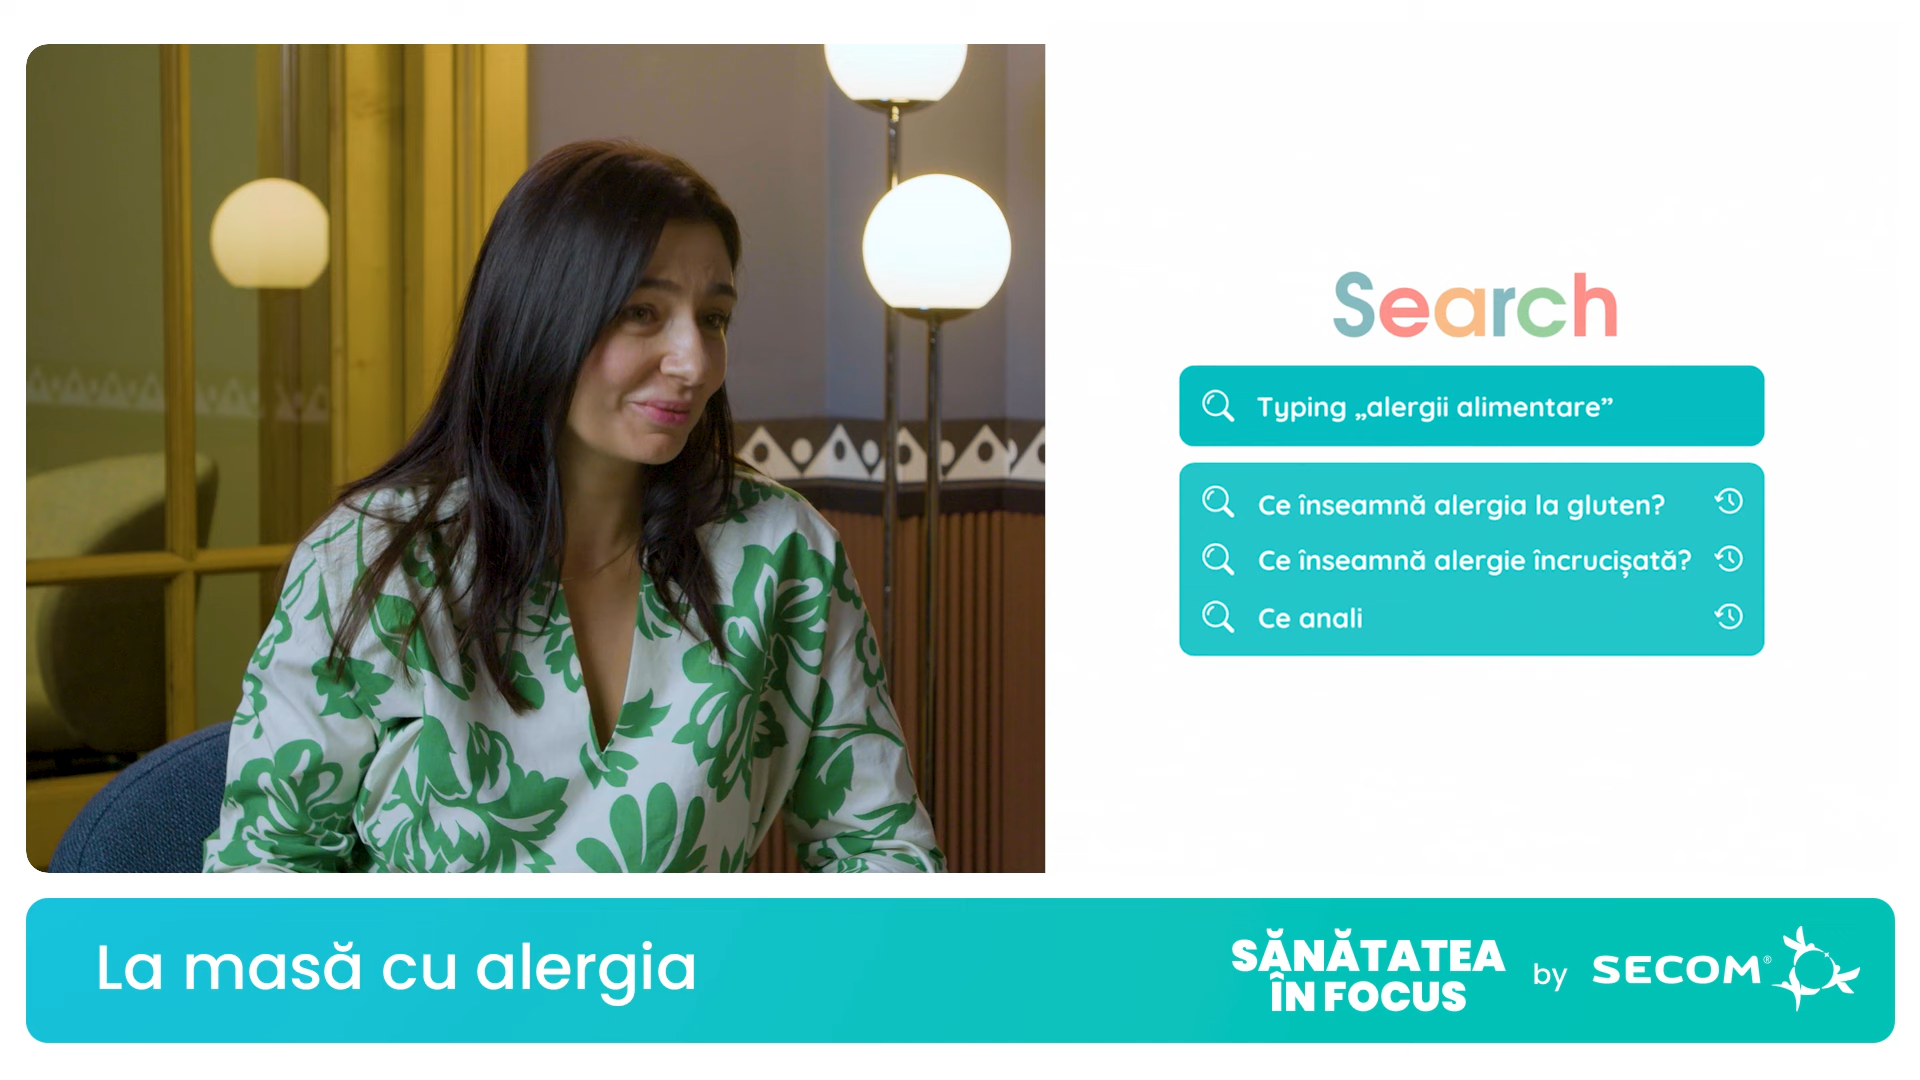 Search
Typing „alergii alimentare”
Ce înseamnă alergia la gluten?
Ce înseamnă alergie încrucișată?
Ce anali
La masă cu alergia
SĂNĂTATEA
ÎN FOCUS
by
SECOM®